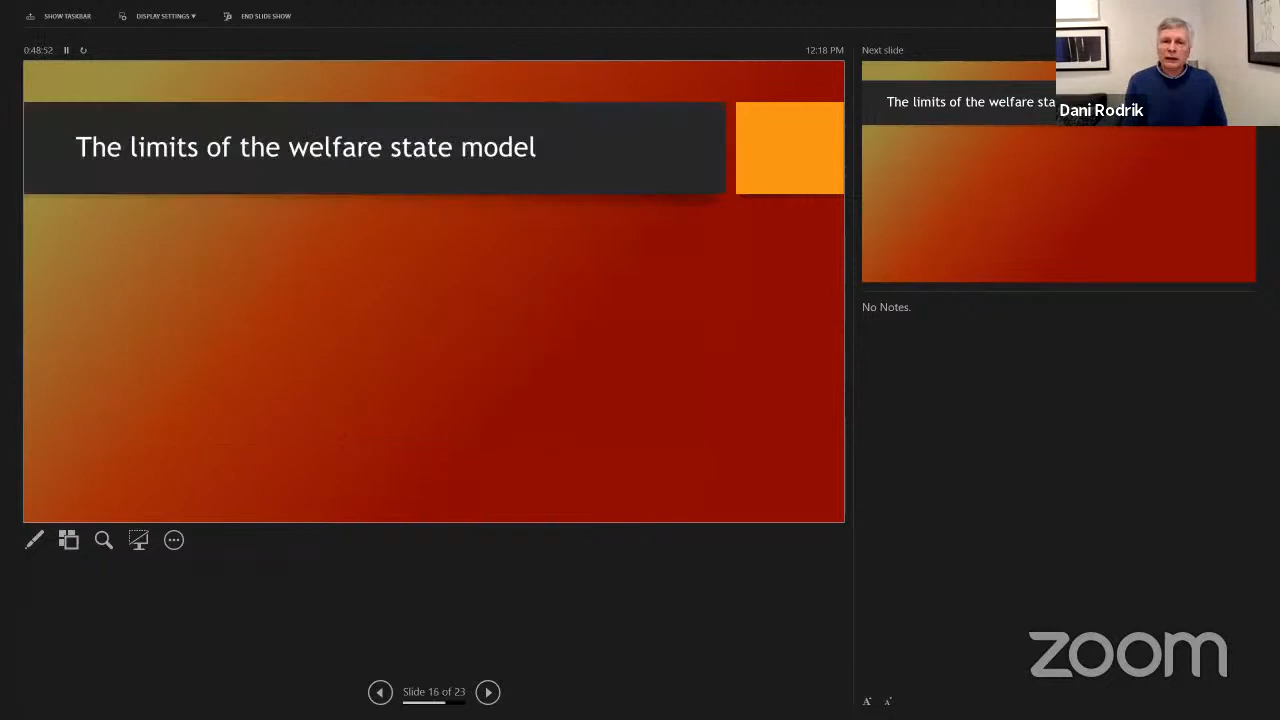 SHOW TASKBAR
DISPLAY SETTINGS ▾
END SLIDE SHOW
0:48:52
12:18 PM
Next slide
The limits of the welfare state model
The limits of the welfare sta
Dani Rodrik
No Notes.
zoom
Slide 16 of 23
A
A